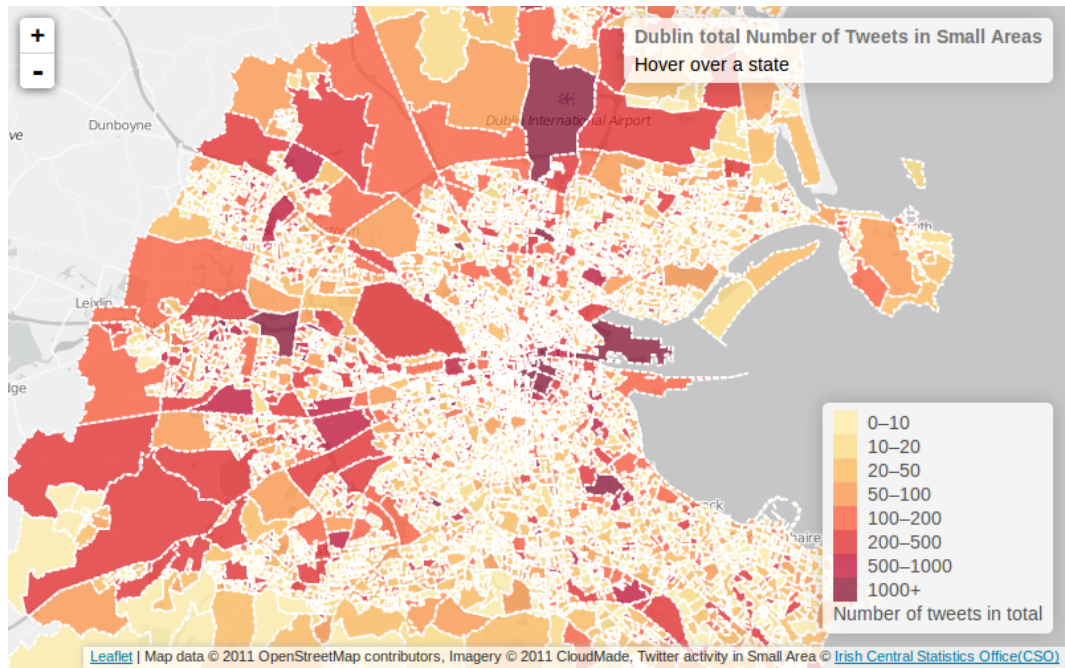 +
-
Dublin total Number of Tweets in Small Areas
Hover over a state
Dunboyne
Dublin International Airport
Leixlip
0–10
10–20
20–50
50–100
100–200
200–500
500–1000
1000+
Number of tweets in total
Leaflet | Map data © 2011 OpenStreetMap contributors, Imagery © 2011 CloudMade, Twitter activity in Small Area © Irish Central Statistics Office(CSO)